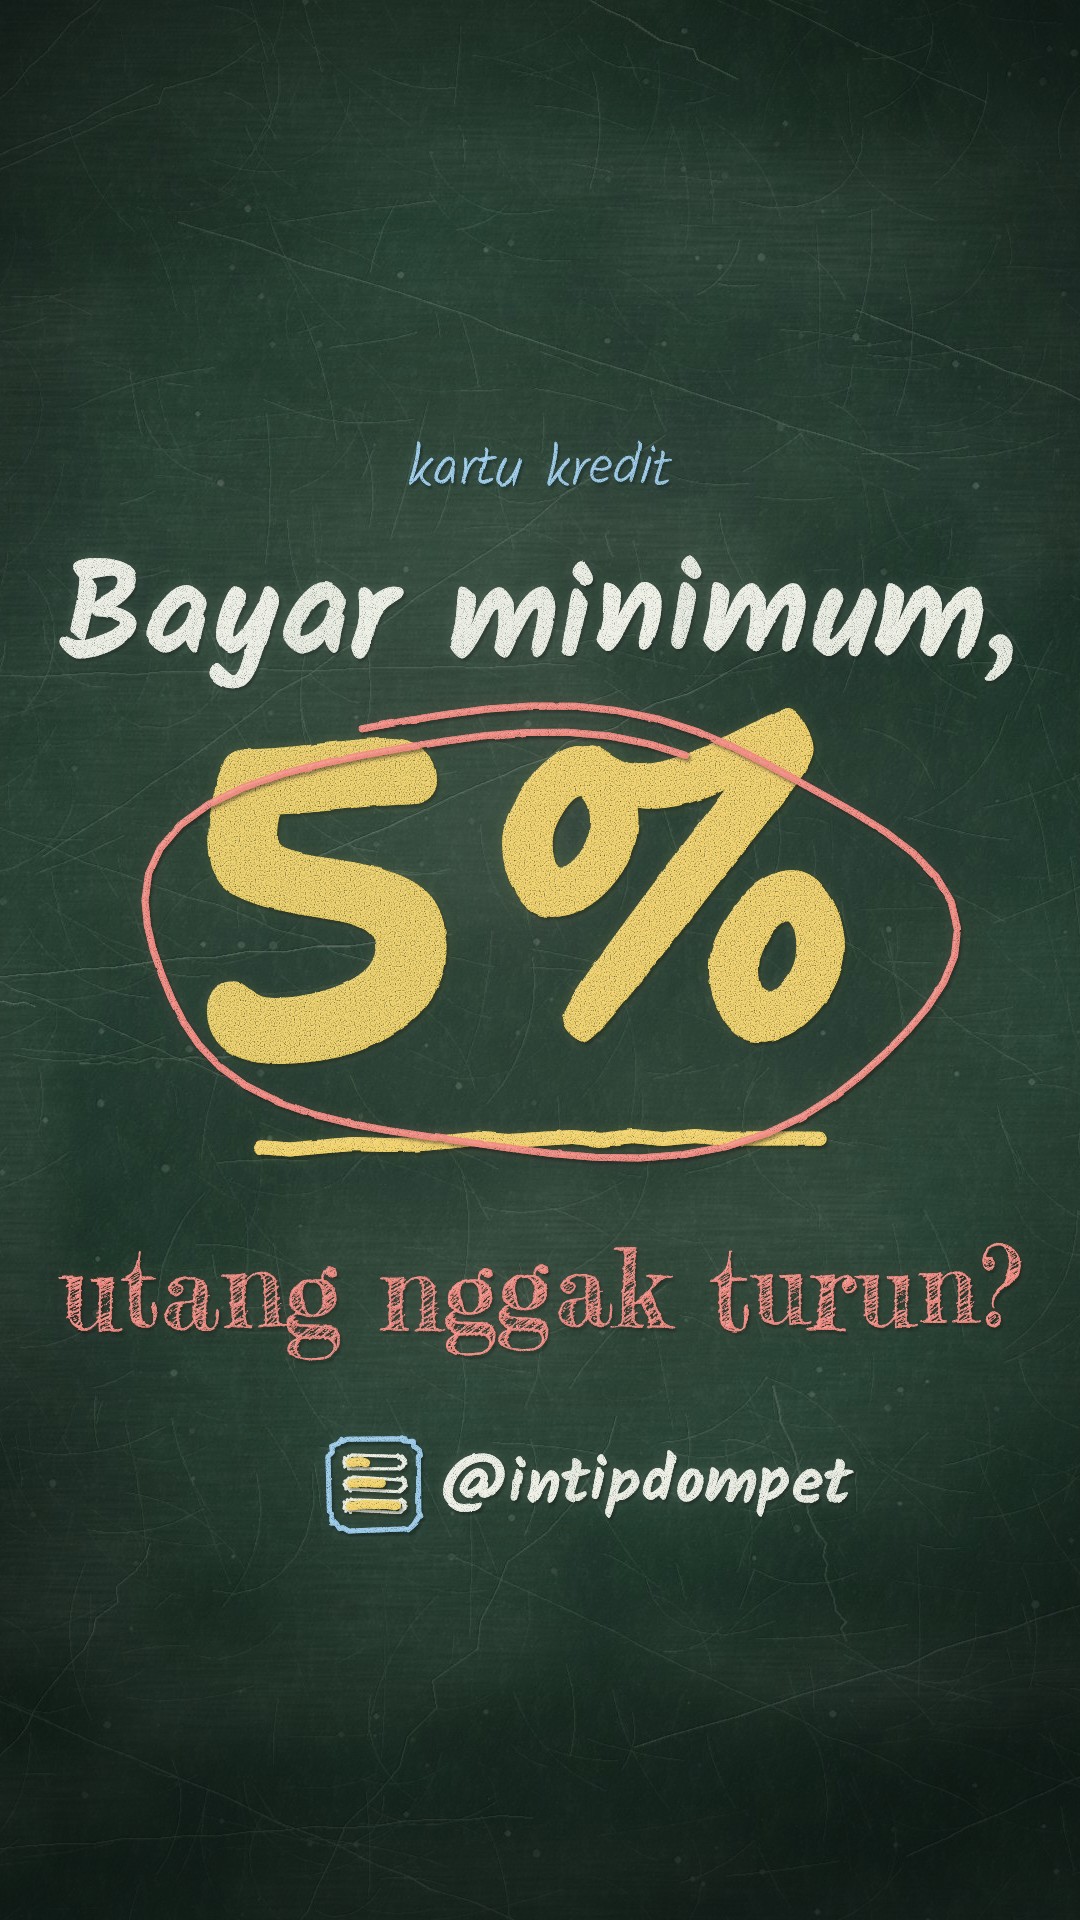 kartu kredit
Bayar minimum,
5%
utang nggak turun?
@intipdompet